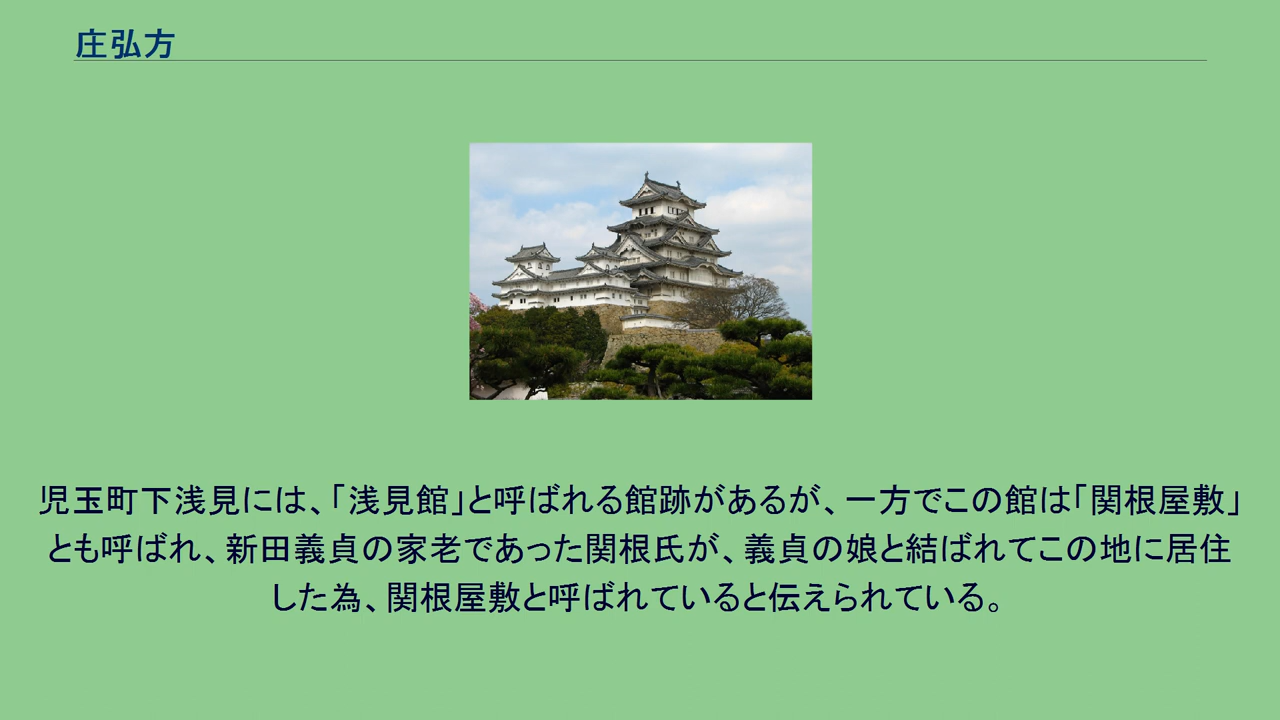 庄弘方
児玉町下浅見には、「浅見館」と呼ばれる館跡があるが、一方でこの館は「関根屋敷」
とも呼ばれ、新田義貞の家老であった関根氏が、義貞の娘と結ばれてこの地に居住
した為、関根屋敷と呼ばれていると伝えられている。